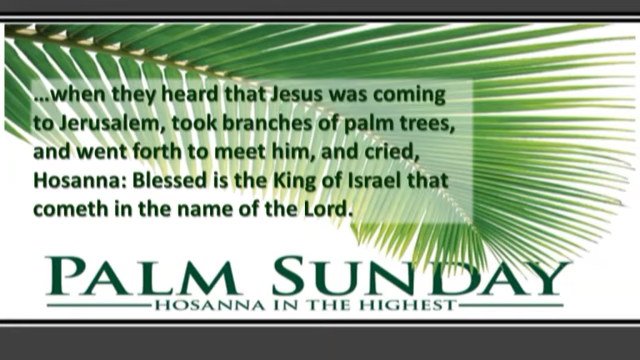 ...when they heard that Jesus was coming
to Jerusalem, took branches of palm trees,
and went forth to meet him, and cried,
Hosanna: Blessed is the King of Israel that
cometh in the name of the Lord.
PALM SUNDAY
HOSANNA IN THE HIGHEST